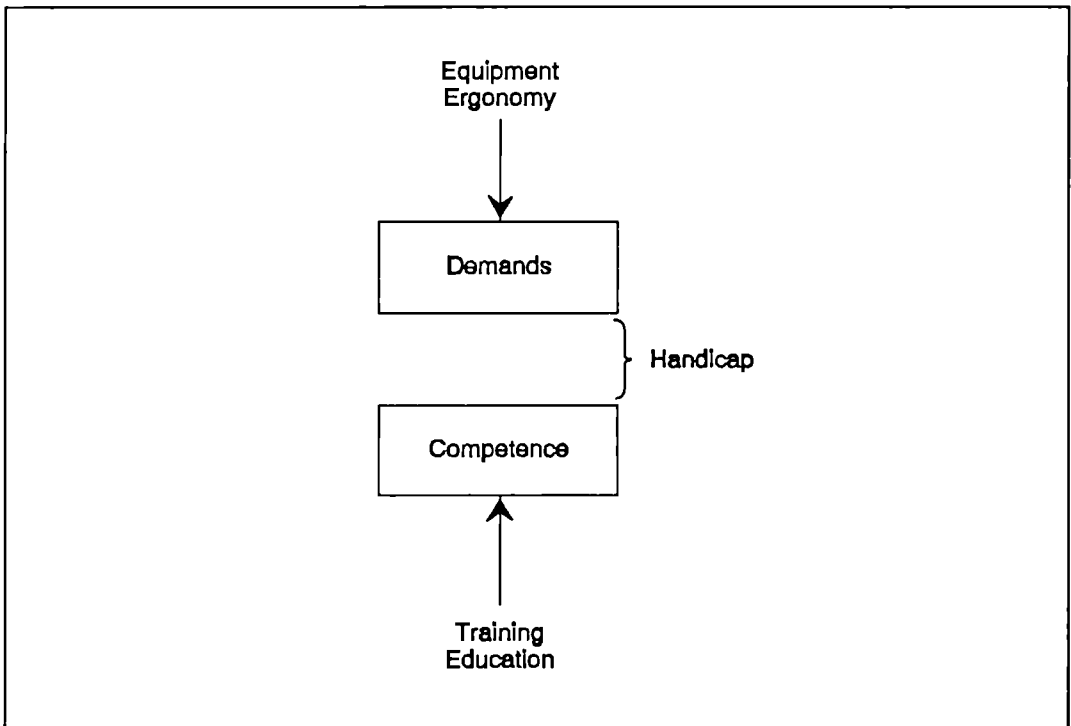 Equipment
Ergonomy
Demands
Handicap
Competence
Training
Education